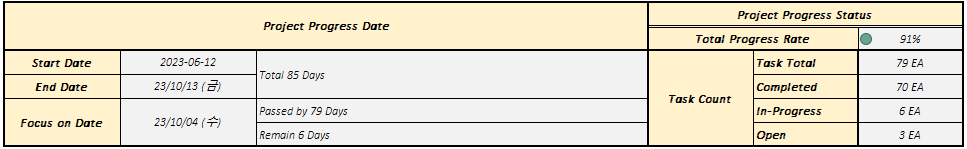 Project Progress Date
Project Progress Status
Total Progress Rate 91%
Start Date 2023-06-12 Total 85 Days Task Count Task Total 79 EA
End Date 23/10/13 (금) Completed 70 EA
Focus on Date 23/10/04 (수) Passed by 79 Days In-Progress 6 EA
Remain 6 Days Open 3 EA